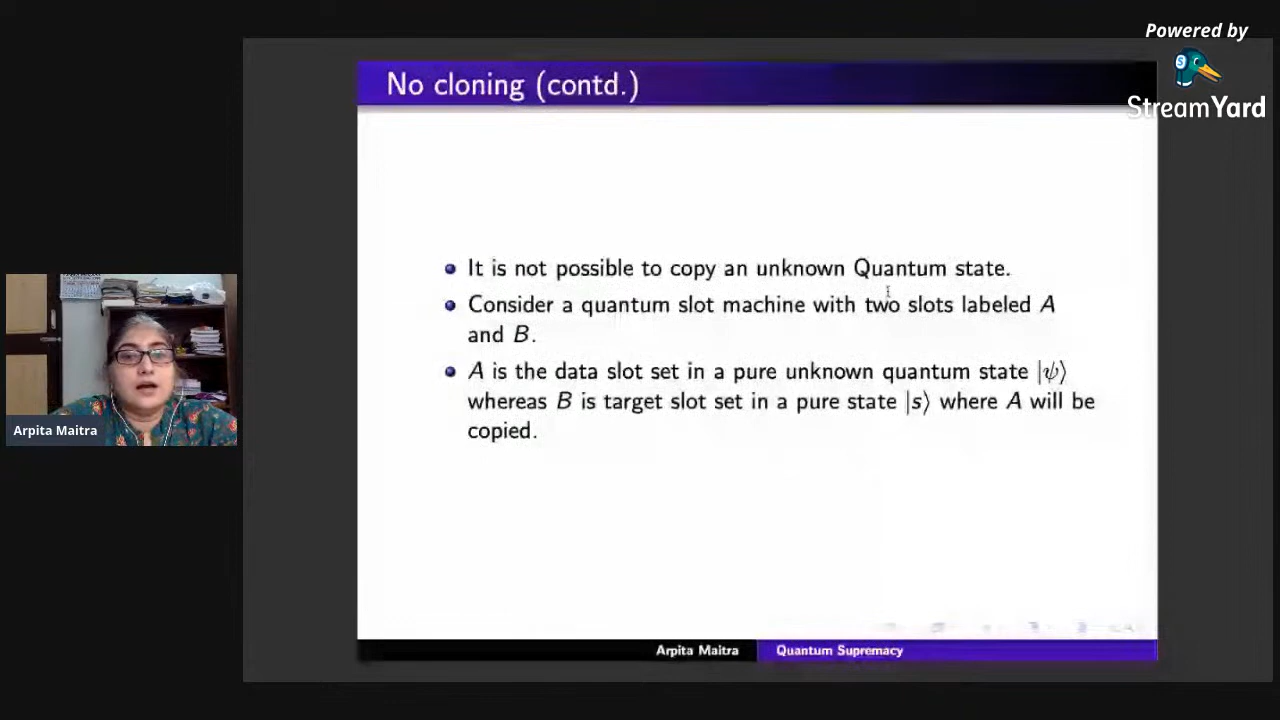 Powered by
StreamYard
No cloning (contd.)
It is not possible to copy an unknown Quantum state.
Consider a quantum slot machine with two slots labeled A
and B.
A is the data slot set in a pure unknown quantum state |ψ⟩
whereas B is target slot set in a pure state |s⟩ where A will be
copied.
Arpita Maitra
Arpita Maitra
Quantum Supremacy